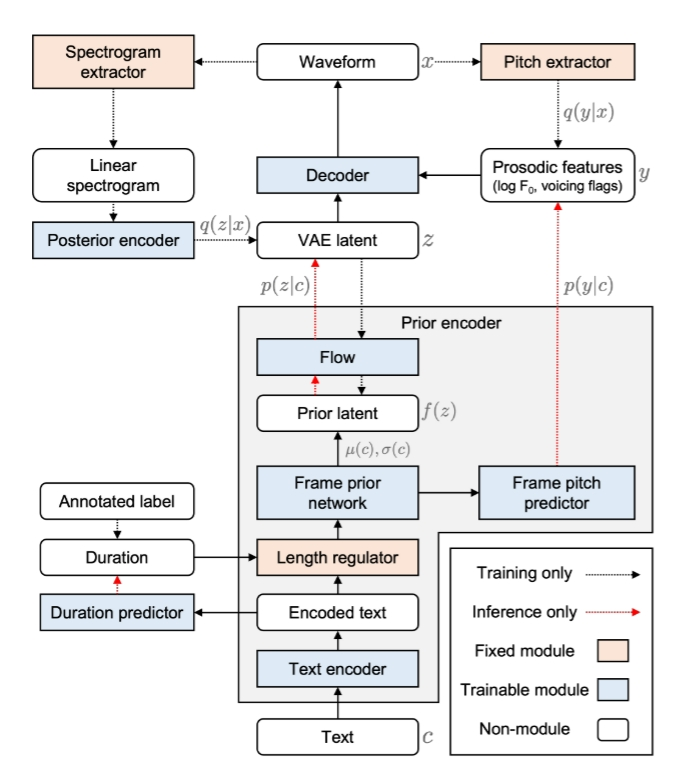 Spectrogram
extractor
Waveform
x
Pitch extractor
q(y|x)
Linear
spectrogram
Decoder
Prosodic features
(log F₀, voicing flags)
y
Posterior encoder
q(z|x)
VAE latent
z
p(z|c)
p(y|c)
Prior encoder
Flow
Prior latent
f(z)
μ(c), σ(c)
Frame prior
network
Frame pitch
predictor
Annotated label
Duration
Length regulator
Duration predictor
Encoded text
Text encoder
Text
c
Training only
Inference only
Fixed module
Trainable module
Non-module